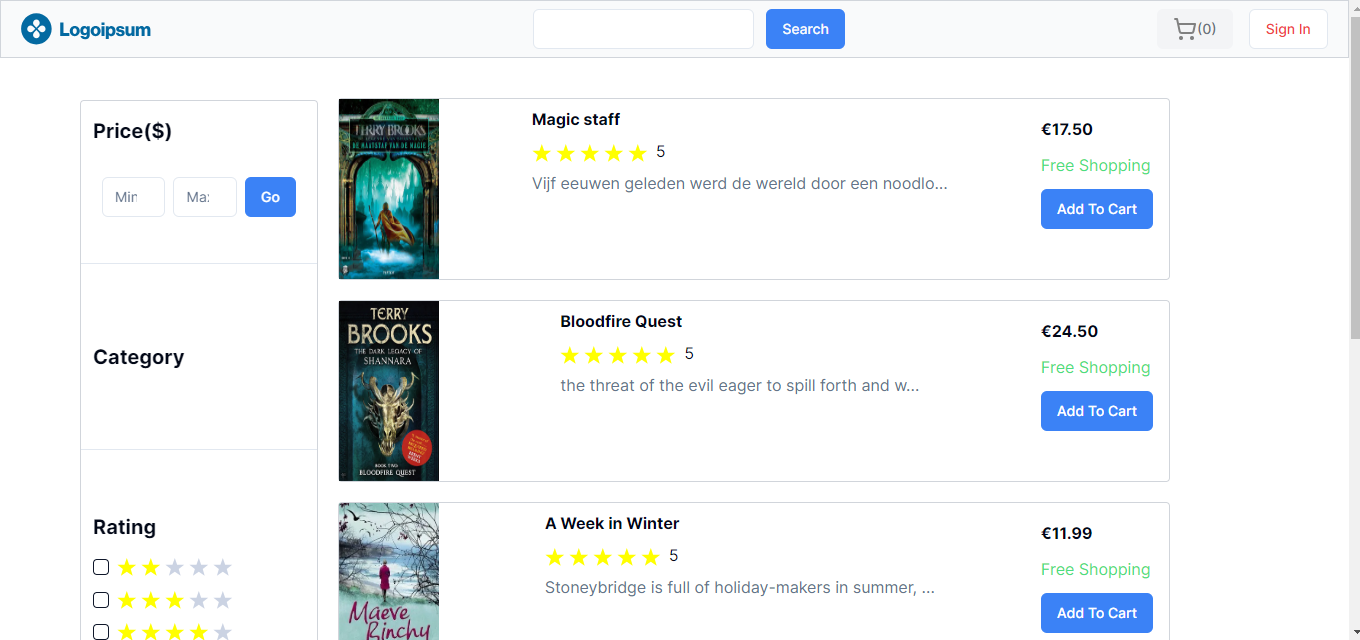 Logoipsum
Search
(0)
Sign In
Price($)
Min
Max
Go
Category
Rating
TERRY BROOKS
DE MAGISTAF VAN DE MAGIE
Magic staff
5
Vijf eeuwen geleden werd de wereld door een noodlo...
€17.50
Free Shopping
Add To Cart
TERRY
BROOKS
THE DARK LEGACY OF
SHANNARA
BOOK TWO
BLOODFIRE QUEST
Bloodfire Quest
5
the threat of the evil eager to spill forth and w...
€24.50
Free Shopping
Add To Cart
Maeve
Binchy
A Week in Winter
5
Stoneybridge is full of holiday-makers in summer, ...
€11.99
Free Shopping
Add To Cart